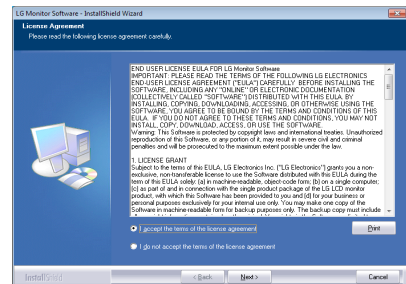 LG Monitor Software - InstallShield Wizard
License Agreement
Please read the following license agreement carefully.
END USER LICENSE EULA FOR LG Monitor Software
IMPORTANT: PLEASE READ THE TERMS OF THE FOLLOWING LG ELECTRONICS
END-USER LICENSE AGREEMENT ("EULA") CAREFULLY. BEFORE INSTALLING THE
SOFTWARE, INCLUDING ANY "ONLINE" OR ELECTRONIC DOCUMENTATION
(COLLECTIVELY CALLED "SOFTWARE") DISTRIBUTED WITH THIS EULA. BY
INSTALLING, COPYING, DOWNLOADING, ACCESSING, OR OTHERWISE USING THE
SOFTWARE, YOU AGREE TO BE BOUND BY THE TERMS AND CONDITIONS OF THIS
EULA. IF YOU DO NOT AGREE TO THESE TERMS AND CONDITIONS, YOU MAY NOT
INSTALL, COPY, DOWNLOAD, ACCESS, OR USE THE SOFTWARE.
Warning: This Software is protected by copyright laws and international treaties. Unauthorized
reproduction of this Software, or any portion of it, may result in severe civil and criminal
penalties and will be prosecuted to the maximum extent possible under the law.
1. LICENSE GRANT
Subject to the terms of this EULA, LG Electronics Inc. ("LG Electronics") grants you a non-
exclusive, non-transferable license to use the Software distributed with this EULA during the
term of this EULA solely: (a) in machine-readable, object-code form; (b) on a single computer;
(c) as part of and in connection with the single product package of the LG LCD monitor
product, with which this Software has been provided to you and (d) for your business or
personal purposes exclusively for your internal use only. You may make one copy of the
Software in machine-readable form for backup purposes only. The backup copy must include
I accept the terms of the license agreement
Print
I do not accept the terms of the license agreement
InstallShield
< Back
Next >
Cancel